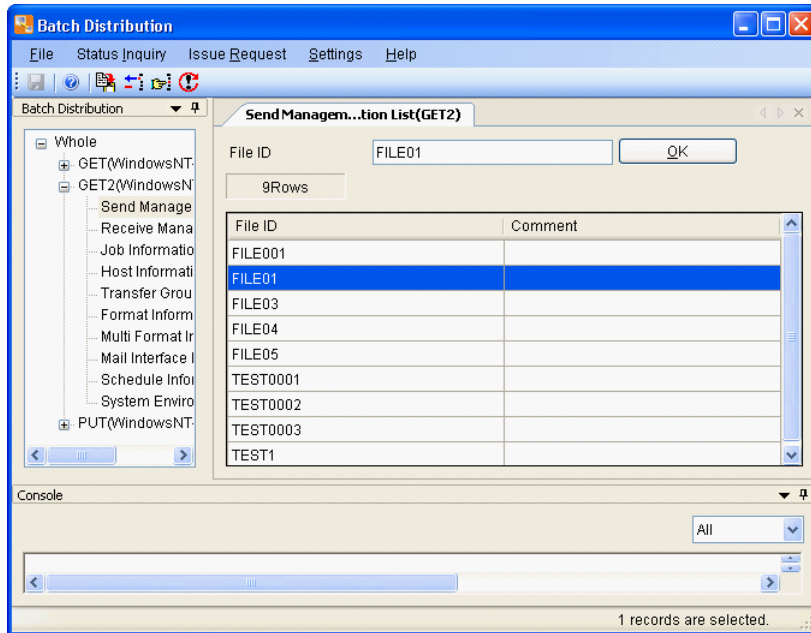 Batch Distribution
File Status Inquiry Issue Request Settings Help
Batch Distribution
Send Managem...tion List(GET2)
Whole
GET(WindowsNT-
GET2(WindowsN
Send Manage
Receive Mana
Job Informatio
Host Informati
Transfer Grou
Format Inform
Multi Format Ir
Mail Interface I
Schedule Infor
System Enviro
PUT(WindowsNT-
File ID FILE01 OK
9Rows
File ID Comment
FILE001
FILE01
FILE03
FILE04
FILE05
TEST0001
TEST0002
TEST0003
TEST1
Console
All
1 records are selected.